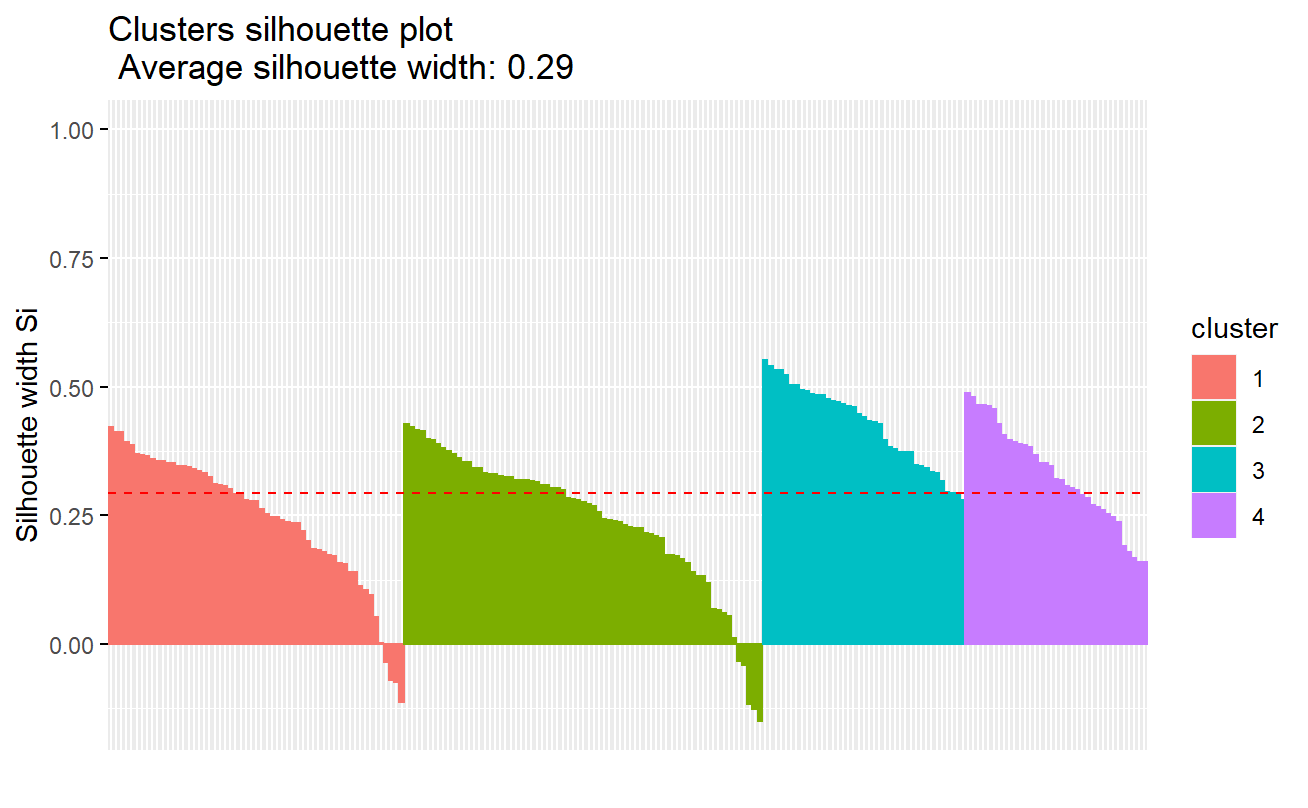 Clusters silhouette plot
Average silhouette width: 0.29
1.00
0.75
0.50
0.25
0.00
Silhouette width Si
cluster
1
2
3
4